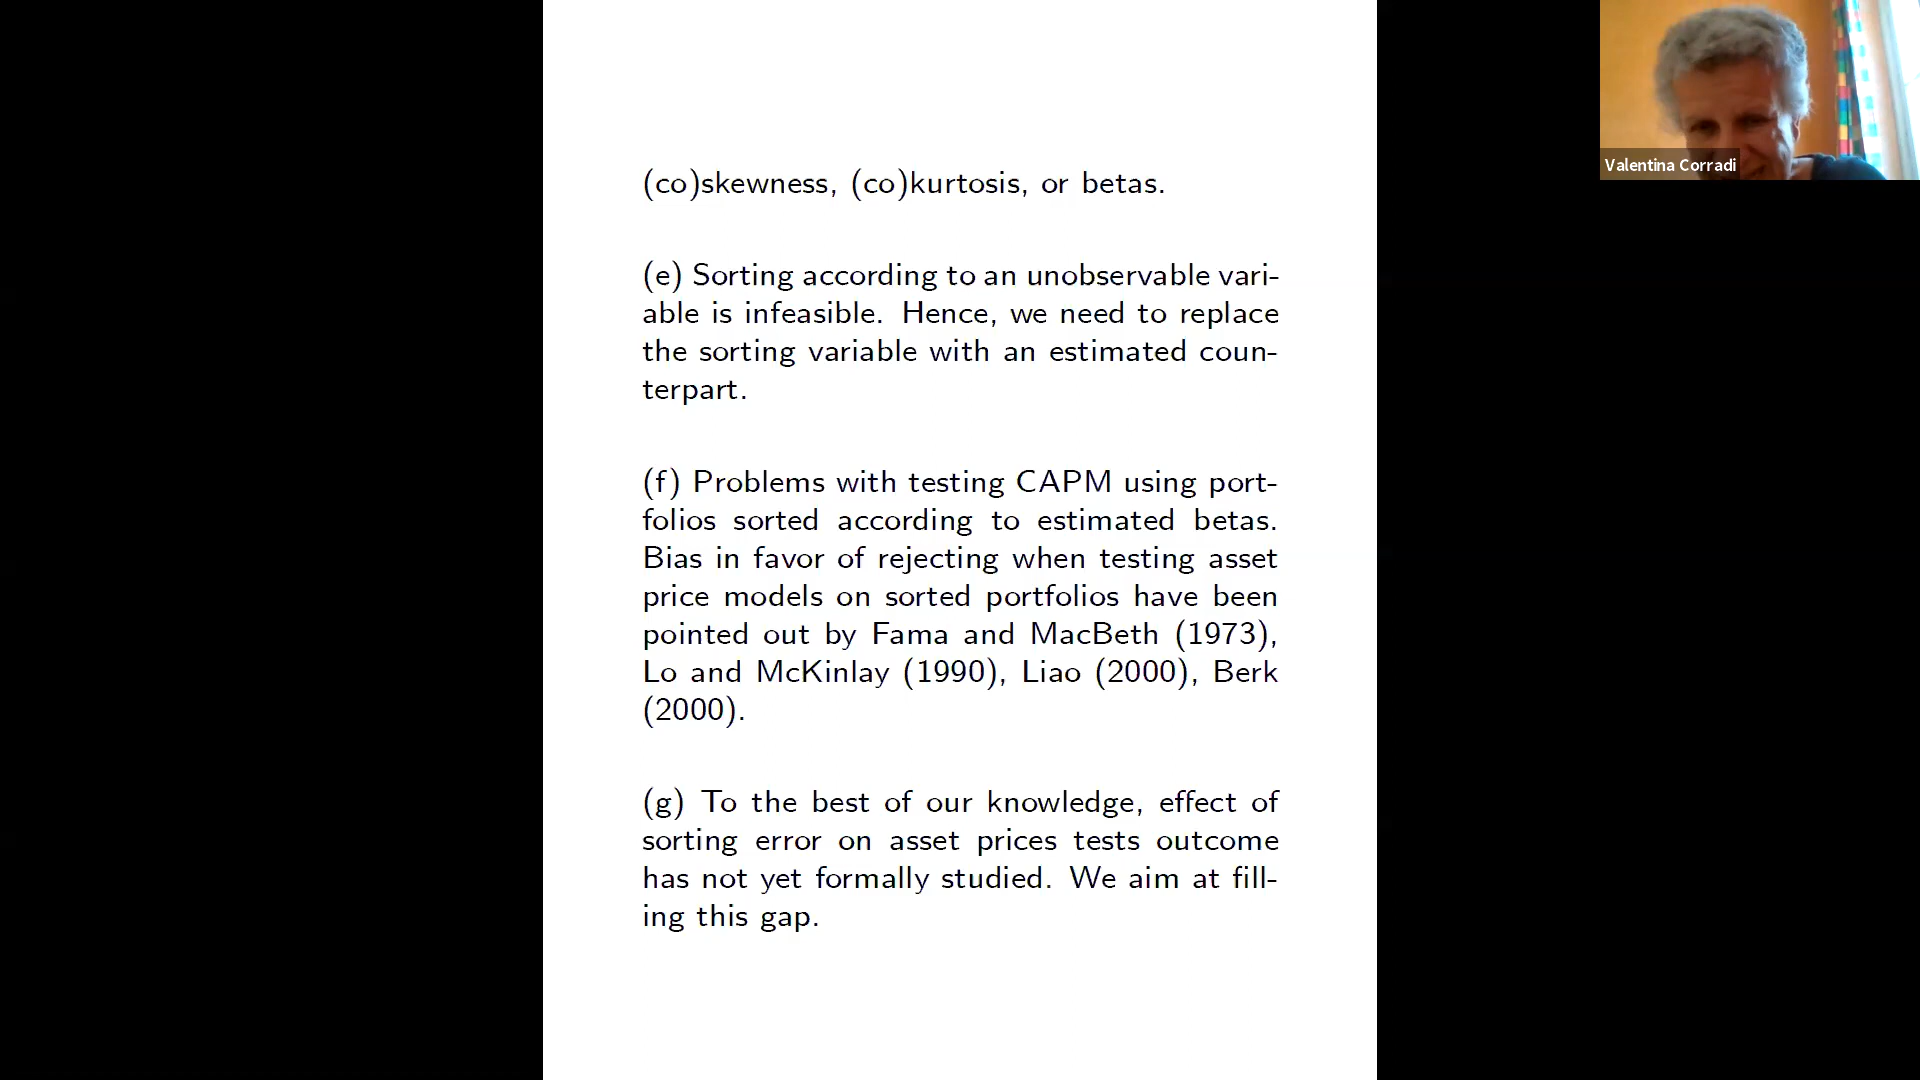 (co)skewness, (co)kurtosis, or betas.
(e) Sorting according to an unobservable vari-
able is infeasible. Hence, we need to replace
the sorting variable with an estimated coun-
terpart.
(f) Problems with testing CAPM using port-
folios sorted according to estimated betas.
Bias in favor of rejecting when testing asset
price models on sorted portfolios have been
pointed out by Fama and MacBeth (1973),
Lo and McKinlay (1990), Liao (2000), Berk
(2000).
(g) To the best of our knowledge, effect of
sorting error on asset prices tests outcome
has not yet formally studied. We aim at fill-
ing this gap.
Valentina Corradi